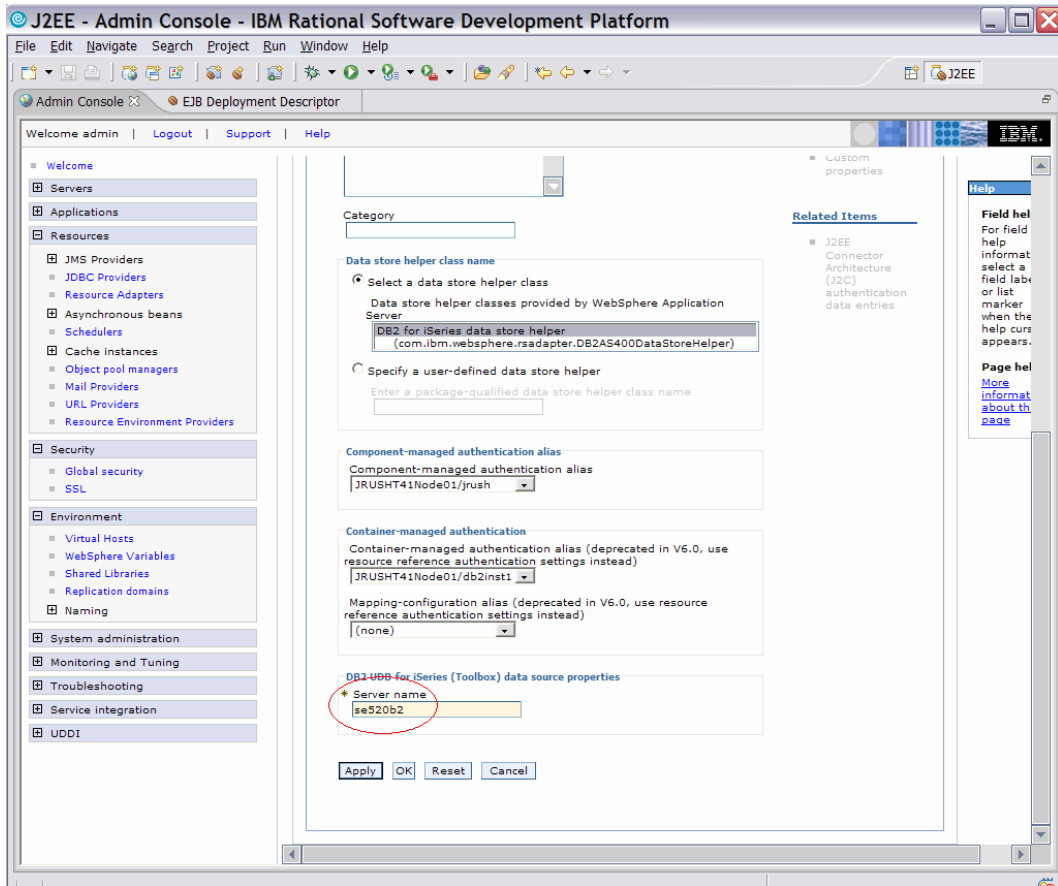 J2EE - Admin Console - IBM Rational Software Development Platform
File Edit Navigate Search Project Run Window Help
J2EE
Admin Console
EJB Deployment Descriptor
Welcome admin | Logout | Support | Help
IBM.
Welcome
Servers
Applications
Resources
JMS Providers
JDBC Providers
Resource Adapters
Asynchronous beans
Schedulers
Cache instances
Object pool managers
Mail Providers
URL Providers
Resource Environment Providers
Security
Global security
SSL
Environment
Virtual Hosts
WebSphere Variables
Shared Libraries
Replication domains
Naming
System administration
Monitoring and Tuning
Troubleshooting
Service integration
UDDI
Category
Data store helper class name
Select a data store helper class
Data store helper classes provided by WebSphere Application
Server
DB2 for iSeries data store helper
(com.ibm.websphere.rsadapter.DB2AS400DataStoreHelper)
Specify a user-defined data store helper
Enter a package-qualified data store helper class name
Component-managed authentication alias
Component-managed authentication alias
JRUSHT41Node01/jrush
Container-managed authentication
Container-managed authentication alias (deprecated in V6.0, use
resource reference authentication settings instead)
JRUSHT41Node01/db2inst1
Mapping-configuration alias (deprecated in V6.0, use resource
reference authentication settings instead)
(none)
DB2 UDB for iSeries (Toolbox) data source properties
* Server name
se520b2
Apply OK Reset Cancel
Custom
properties
Related Items
J2EE
Connector
Architecture
(J2C)
authentication
data entries
Help
Field hel
For field
help
informat
select a
field labe
or list
marker
when the
help curs
appears.
Page hel
More
informat
about th
page